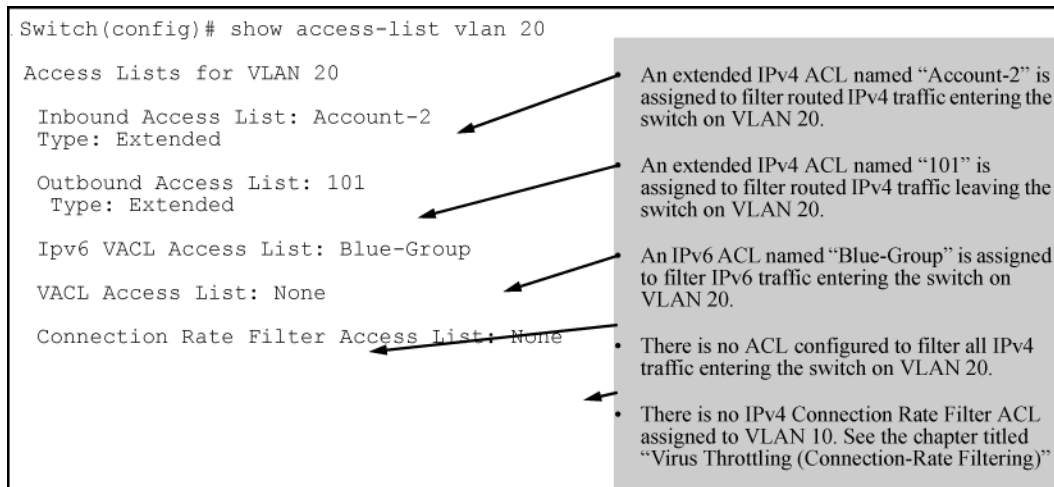 Switch(config)# show access-list vlan 20
Access Lists for VLAN 20
Inbound Access List: Account-2
Type: Extended
Outbound Access List: 101
Type: Extended
Ipv6 VACL Access List: Blue-Group
VACL Access List: None
Connection Rate Filter Access List: None
• An extended IPv4 ACL named “Account-2” is
assigned to filter routed IPv4 traffic entering the
switch on VLAN 20.
• An extended IPv4 ACL named “101” is
assigned to filter routed IPv4 traffic leaving the
switch on VLAN 20.
• An IPv6 ACL named “Blue-Group” is assigned
to filter IPv6 traffic entering the switch on
VLAN 20.
• There is no ACL configured to filter all IPv4
traffic entering the switch on VLAN 20.
• There is no IPv4 Connection Rate Filter ACL
assigned to VLAN 10. See the chapter titled
“Virus Throttling (Connection-Rate Filtering)”